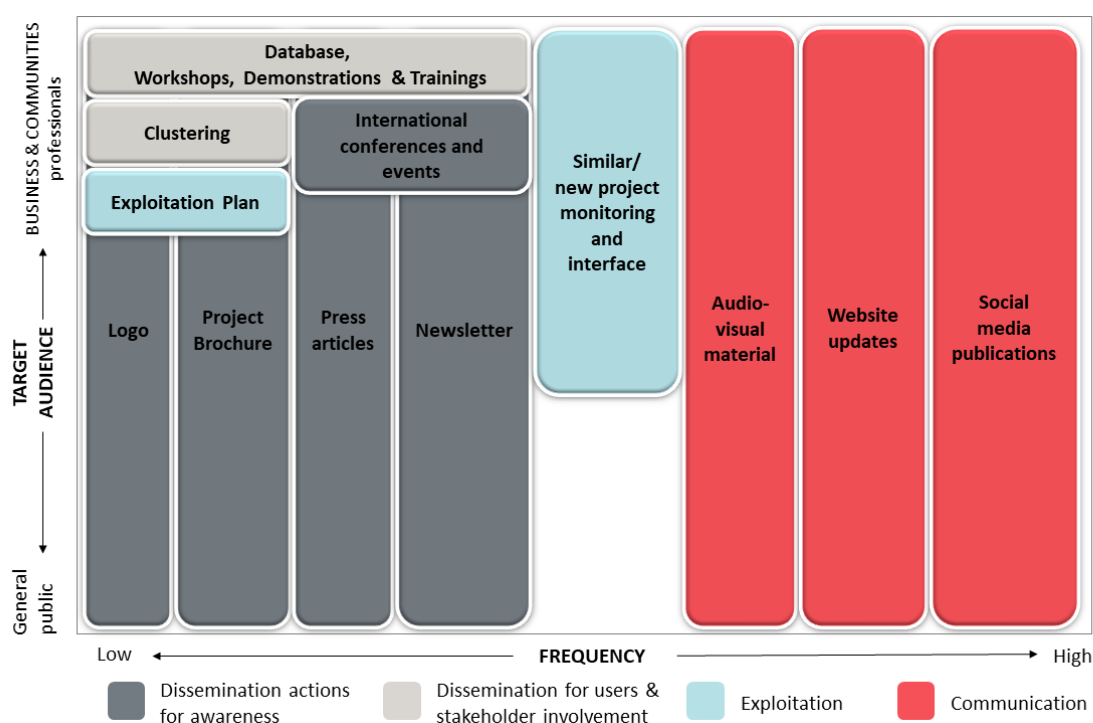 BUSINESS & COMMUNITIES
professionals
TARGET
AUDIENCE
General
public
Database,
Workshops, Demonstrations & Trainings
Clustering
International
conferences and
events
Exploitation Plan
Similar/
new project
monitoring
and
interface
Logo
Project
Brochure
Press
articles
Newsletter
Audio-
visual
material
Website
updates
Social
media
publications
Low
FREQUENCY
High
Dissemination actions
for awareness
Dissemination for users &
stakeholder involvement
Exploitation
Communication